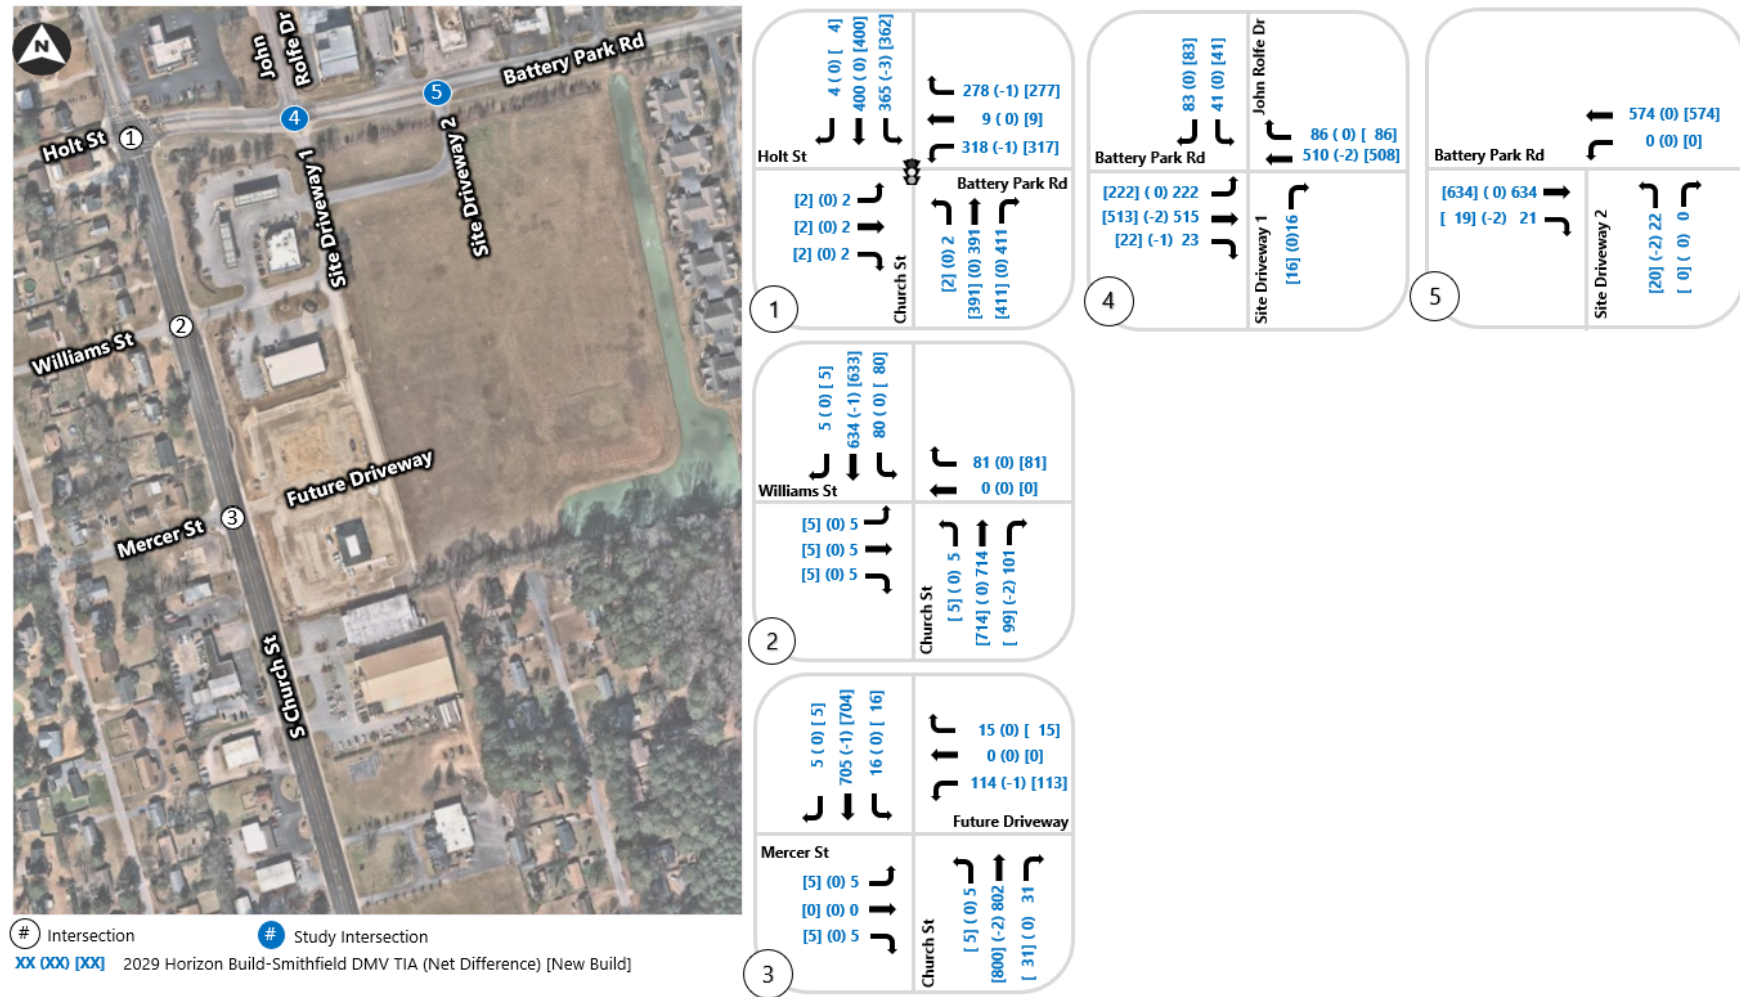 N
John
Rolfe Dr
Battery Park Rd
5
4
Holt St
1
Site Driveway 1
Site Driveway 2
2
Williams St
Future Driveway
3
Mercer St
S Church St
# Intersection
# Study Intersection
XX (XX) [XX] 2029 Horizon Build-Smithfield DMV TIA (Net Difference) [New Build]
4 ( 0) [ 4]
400 (0) [400]
365 (-3) [362]
278 (-1) [277]
9 ( 0) [9]
318 (-1) [317]
Holt St
Battery Park Rd
[2] (0) 2
[2] (0) 2
[2] (0) 2
Church St
[2] (0) 2
[391] (0) 391
[411] (0) 411
1
83 (0) [83]
41 (0) [41]
John Rolfe Dr
86 ( 0) [ 86]
510 (-2) [508]
Battery Park Rd
[222] ( 0) 222
[513] (-2) 515
[22] (-1) 23
Site Driveway 1
[16] (0)16
4
574 (0) [574]
0 (0) [0]
Battery Park Rd
[634] ( 0) 634
[ 19] (-2) 21
Site Driveway 2
[20] (-2) 22
[ 0] ( 0) 0
5
5 ( 0) [ 5]
634 (-1) [633]
80 ( 0) [ 80]
81 (0) [81]
0 (0) [0]
Williams St
[5] (0) 5
[5] (0) 5
[5] (0) 5
Church St
[ 5] ( 0) 5
[714] ( 0) 714
[ 99] (-2) 101
2
5 ( 0) [ 5]
705 (-1) [704]
16 ( 0) [ 16]
15 (0) [ 15]
0 (0) [0]
114 (-1) [113]
Future Driveway
Mercer St
[5] (0) 5
[0] (0) 0
[5] (0) 5
Church St
[ 5] ( 0) 5
[800] (-2) 802
[ 31] ( 0) 31
3